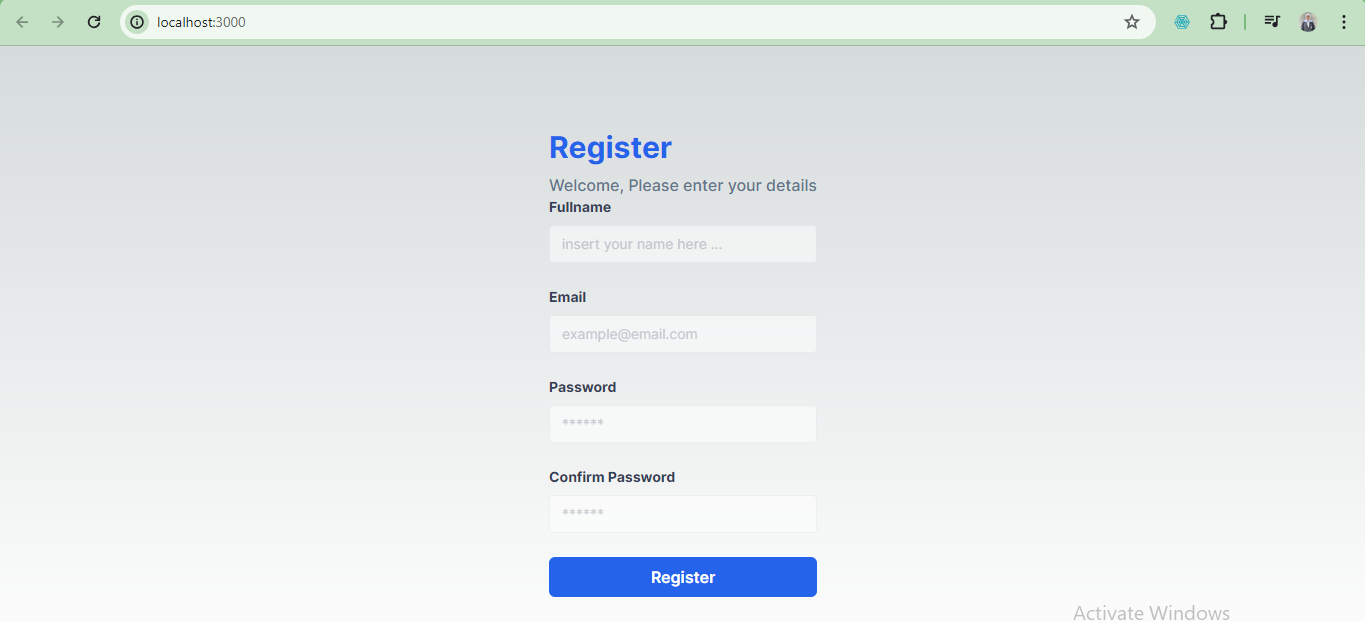 localhost:3000
Register
Welcome, Please enter your details
Fullname
insert your name here ...
Email
example@email.com
Password
******
Confirm Password
******
Register
Activate Windows